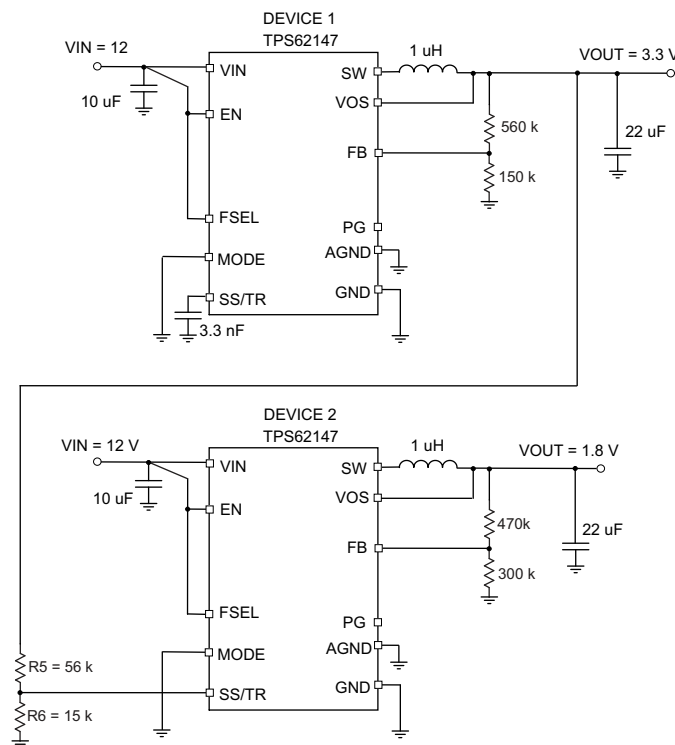 DEVICE 1
TPS62147
VIN = 12
10 uF
VIN
EN
FSEL
MODE
SS/TR
3.3 nF
SW
VOS
FB
PG
AGND
GND
1 uH
VOUT = 3.3 V
560 k
150 k
22 uF
DEVICE 2
TPS62147
VIN = 12 V
10 uF
VIN
EN
FSEL
MODE
SS/TR
SW
VOS
FB
PG
AGND
GND
1 uH
VOUT = 1.8 V
470k
300 k
22 uF
R5 = 56 k
R6 = 15 k